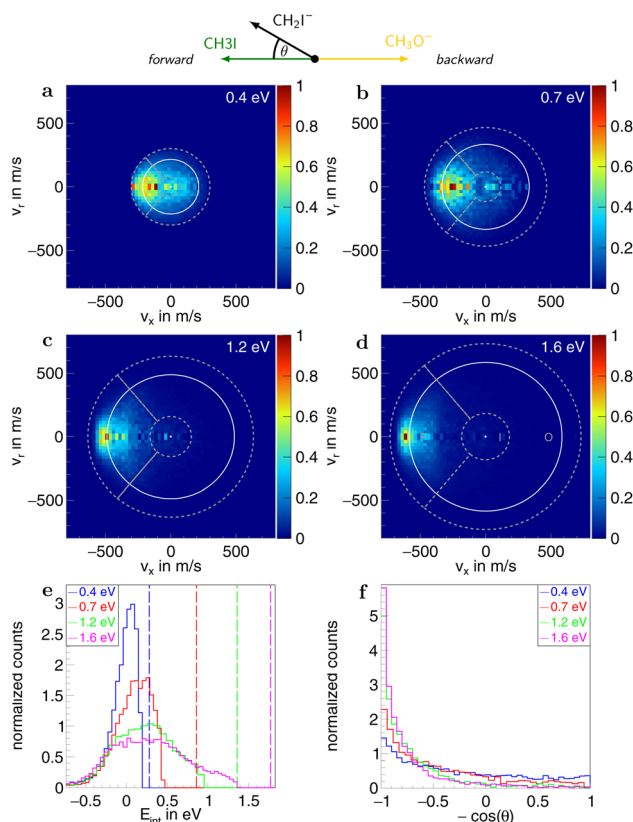 CH₂I⁻
CH3I
CH₃O⁻
forward
θ
backward
a
0.4 eV
b
0.7 eV
500
0
−500
vᵣ in m/s
−500 0 500
vₓ in m/s
1
0.8
0.6
0.4
0.2
0
500
0
−500
vᵣ in m/s
−500 0 500
vₓ in m/s
1
0.8
0.6
0.4
0.2
0
c
1.2 eV
d
1.6 eV
500
0
−500
vᵣ in m/s
−500 0 500
vₓ in m/s
1
0.8
0.6
0.4
0.2
0
500
0
−500
vᵣ in m/s
−500 0 500
vₓ in m/s
1
0.8
0.6
0.4
0.2
0
e
0.4 eV
0.7 eV
1.2 eV
1.6 eV
normalized counts
3
2.5
2
1.5
1
0.5
0
−0.5 0 0.5 1 1.5
E_int in eV
f
0.4 eV
0.7 eV
1.2 eV
1.6 eV
normalized counts
5
4
3
2
1
0
−1 −0.5 0 0.5 1
− cos(θ)